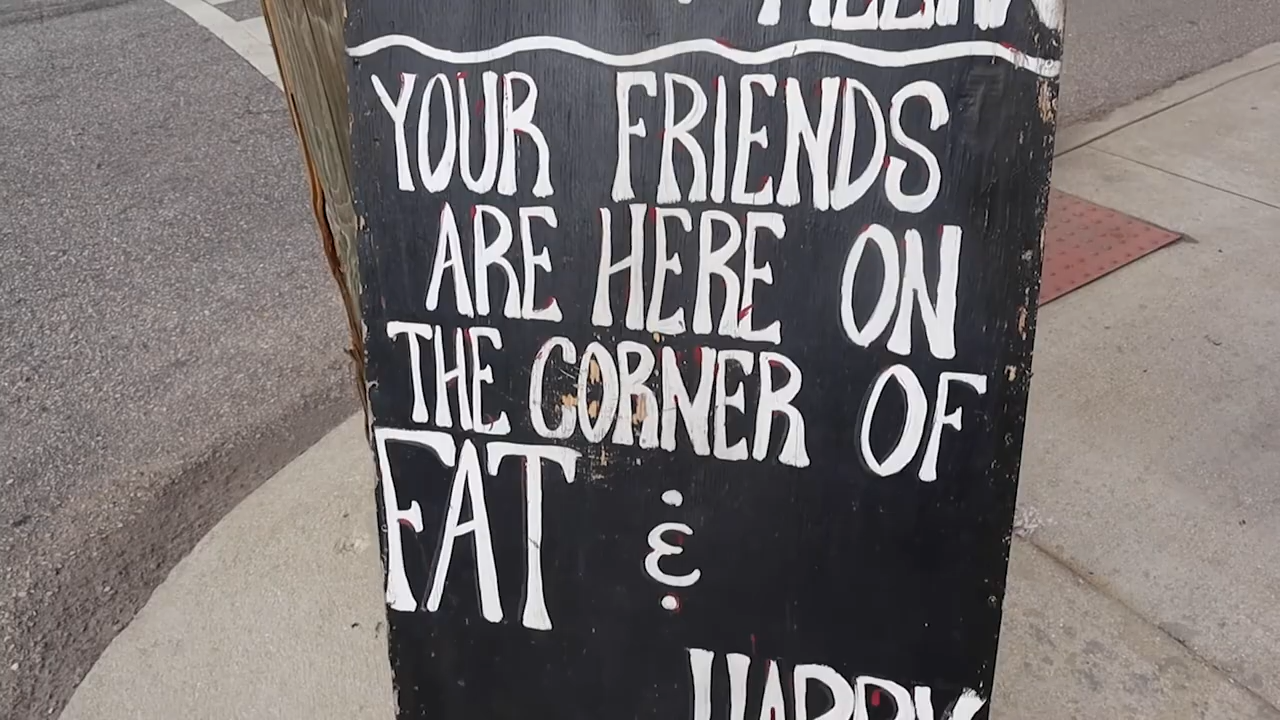 YOUR FRIENDS
ARE HERE ON
THE CORNER OF
FAT &
HAPPY